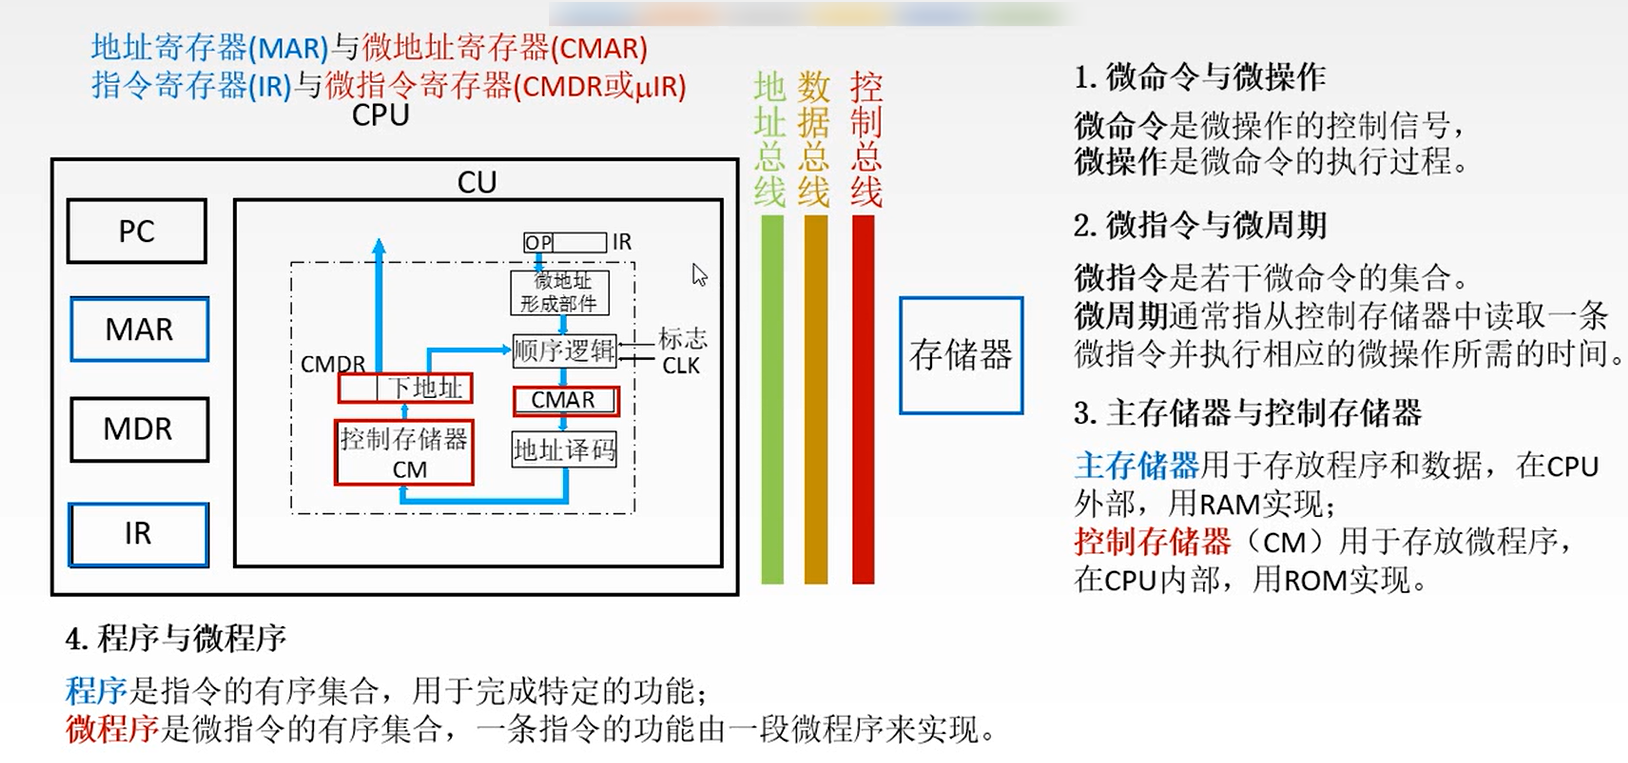 地址寄存器(MAR)与微地址寄存器(CMAR)
指令寄存器(IR)与微指令寄存器(CMDR或μIR)
CPU
CU
PC
MAR
MDR
IR
OP
IR
微地址
形成部件
顺序逻辑
标志
CLK
CMDR
下地址
CMAR
控制存储器
CM
地址译码
地址总线
数据总线
控制总线
存储器
1. 微命令与微操作
微命令是微操作的控制信号，
微操作是微命令的执行过程。
2. 微指令与微周期
微指令是若干微命令的集合。
微周期通常指从控制存储器中读取一条
微指令并执行相应的微操作所需的时间。
3. 主存储器与控制存储器
主存储器用于存放程序和数据，在CPU
外部，用RAM实现；
控制存储器（CM）用于存放微程序，
在CPU内部，用ROM实现。
4. 程序与微程序
程序是指令的有序集合，用于完成特定的功能；
微程序是微指令的有序集合，一条指令的功能由一段微程序来实现。